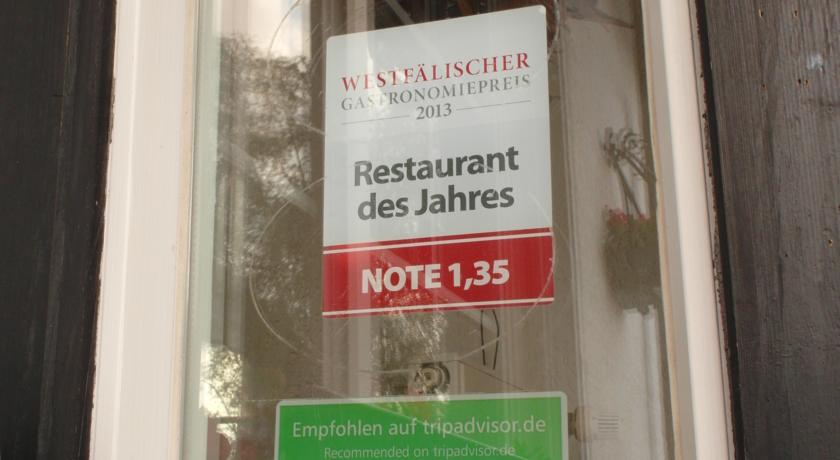 WESTFÄLISCHER
GASTRONOMIEPREIS
2013
Restaurant
des Jahres
NOTE 1,35
Empfohlen auf tripadvisor.de
Recommended on tripadvisor.de